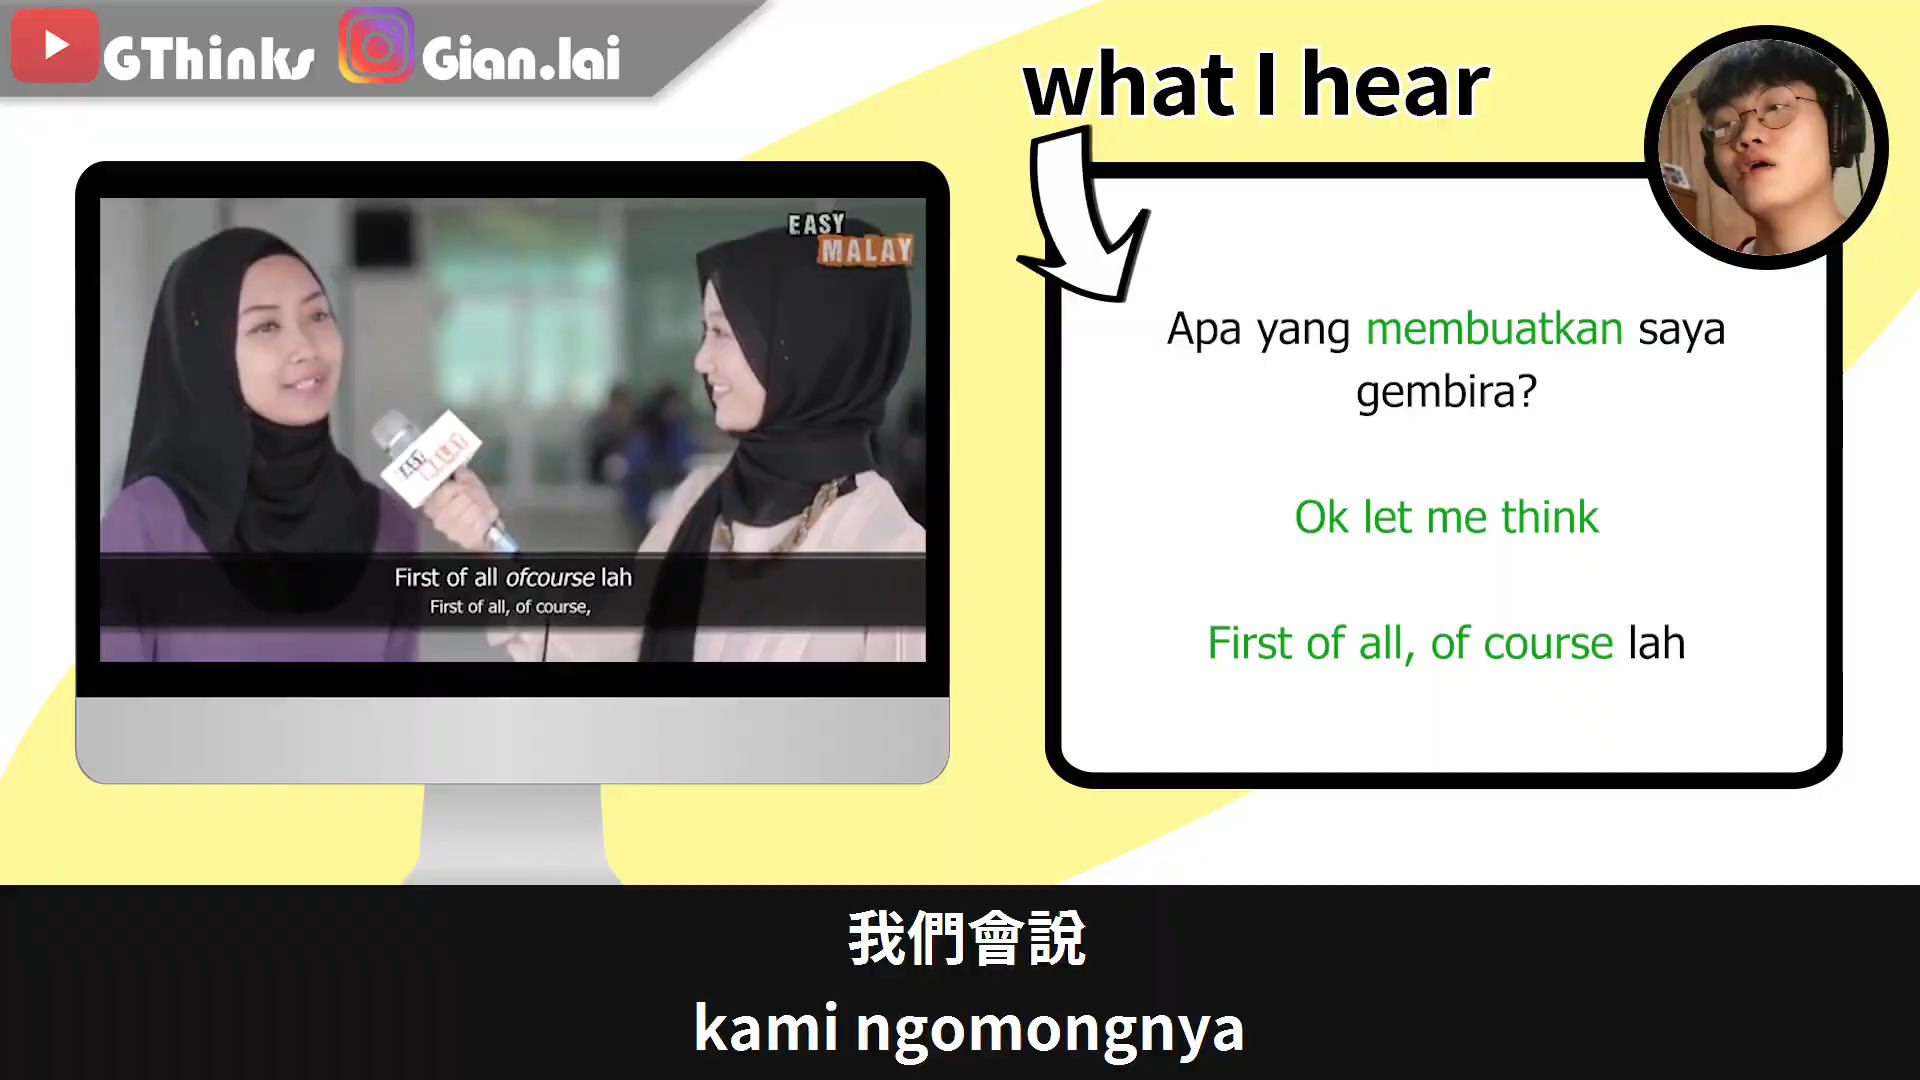 GThinks Gian.lai
what I hear
EASY
MALAY
EASY
First of all ofcourse lah
First of all, of course,
Apa yang membuatkan saya
gembira?
Ok let me think
First of all, of course lah
我們會說
kami ngomongnya